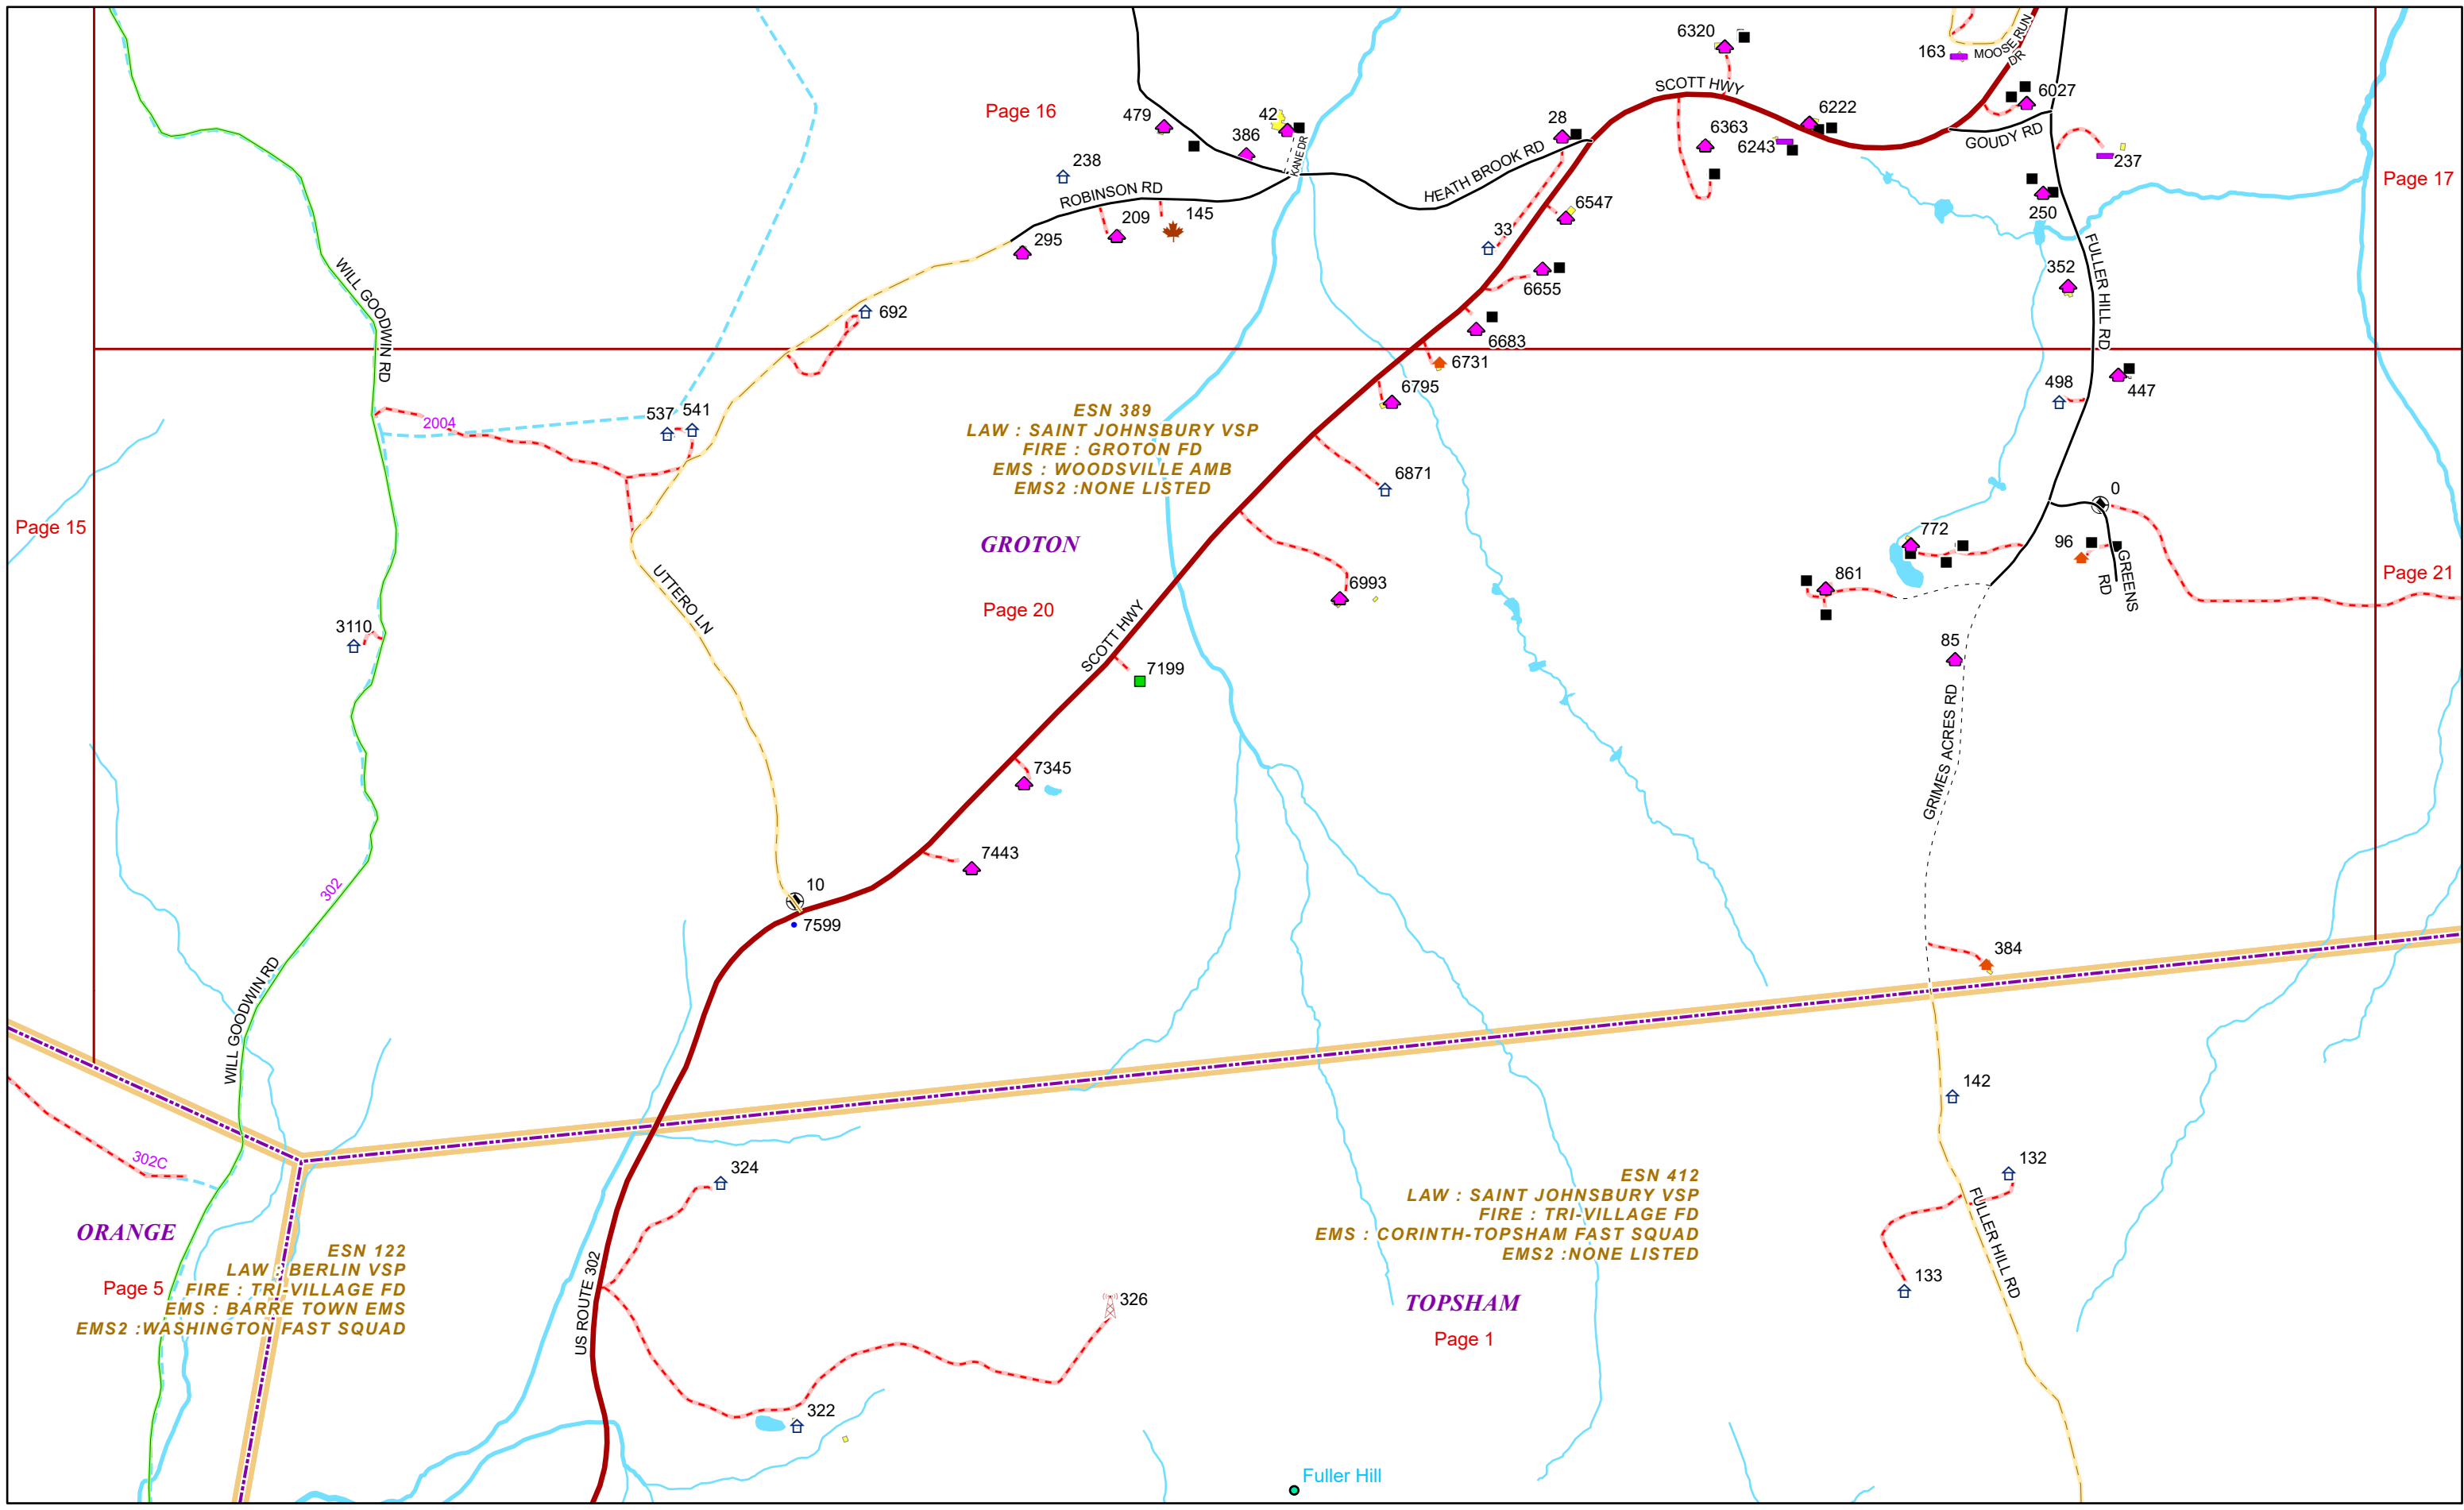 6320
163
MOOSE RUN
DR
SCOTT HWY
6027
Page 16
479
386
42
KANE DR
28
6222
6363
6243
GOUDY RD
237
Page 17
238
ROBINSON RD
HEATH BROOK RD
145
209
295
6547
33
250
WILL GOODWIN RD
FULLER HILL RD
352
6655
692
6683
6731
6795
498
447
2004
537
541
ESN 389
LAW : SAINT JOHNSBURY VSP
FIRE : GROTON FD
EMS : WOODSVILLE AMB
EMS2 :NONE LISTED
6871
0
Page 15
GROTON
772
96
GREENS
RD
Page 21
UTTERO LN
Page 20
6993
861
3110
SCOTT HWY
85
7199
GRIMES ACRES RD
7345
7443
302
10
7599
384
WILL GOODWIN RD
142
302C
324
132
ESN 412
LAW : SAINT JOHNSBURY VSP
FIRE : TRI-VILLAGE FD
EMS : CORINTH-TOPSHAM FAST SQUAD
EMS2 :NONE LISTED
FULLER HILL RD
ORANGE
ESN 122
LAW : BERLIN VSP
FIRE : TRI-VILLAGE FD
EMS : BARRE TOWN EMS
EMS2 :WASHINGTON FAST SQUAD
Page 5
US ROUTE 302
133
326
TOPSHAM
Page 1
322
Fuller Hill